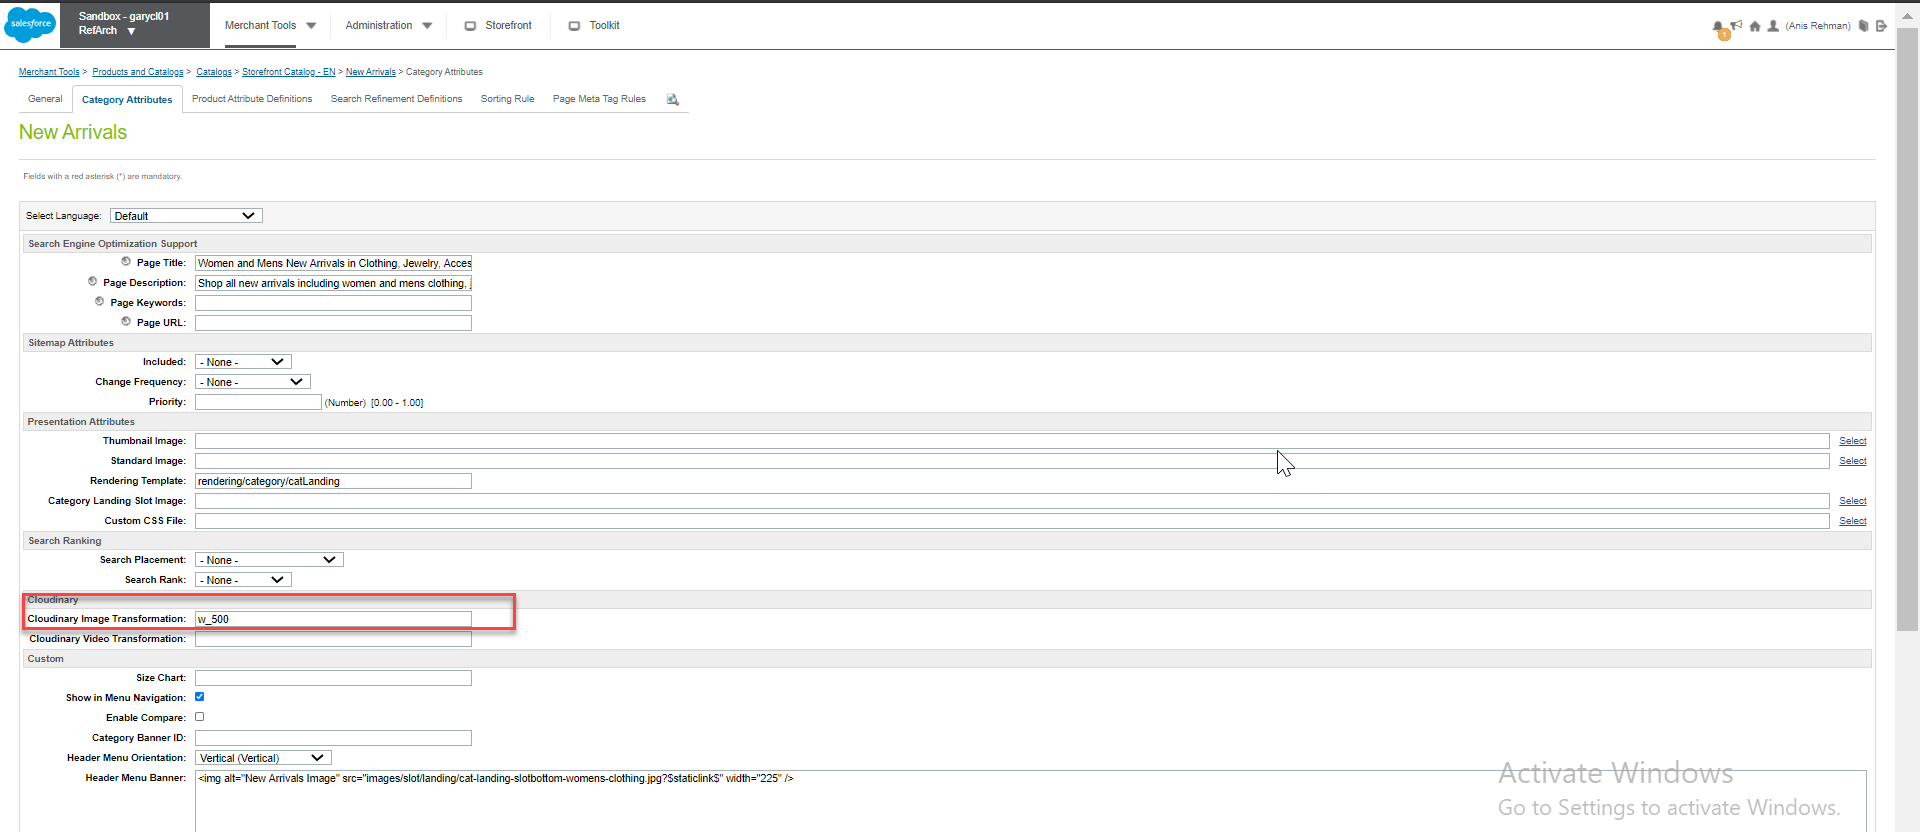 salesforce
Sandbox - garycl01
RefArch
Merchant Tools
Administration
Storefront
Toolkit
1
(Anis Rehman)
Merchant Tools > Products and Catalogs > Catalogs > Storefront Catalog - EN > New Arrivals > Category Attributes
General
Category Attributes
Product Attribute Definitions
Search Refinement Definitions
Sorting Rule
Page Meta Tag Rules
New Arrivals
Fields with a red asterisk (*) are mandatory.
Select Language: Default
Search Engine Optimization Support
Page Title: Women and Mens New Arrivals in Clothing, Jewelry, Acces
Page Description: Shop all new arrivals including women and mens clothing, j
Page Keywords:
Page URL:
Sitemap Attributes
Included: - None -
Change Frequency: - None -
Priority: (Number) [0.00 - 1.00]
Presentation Attributes
Thumbnail Image: Select
Standard Image: Select
Rendering Template: rendering/category/catLanding
Category Landing Slot Image: Select
Custom CSS File: Select
Search Ranking
Search Placement: - None -
Search Rank: - None -
Cloudinary
Cloudinary Image Transformation: w_500
Cloudinary Video Transformation:
Custom
Size Chart:
Show in Menu Navigation:
Enable Compare:
Category Banner ID:
Header Menu Orientation: Vertical (Vertical)
Header Menu Banner: <img alt="New Arrivals Image" src="images/slot/landing/cat-landing-slotbottom-womens-clothing.jpg?$staticlink$" width="225" />
Activate Windows
Go to Settings to activate Windows.